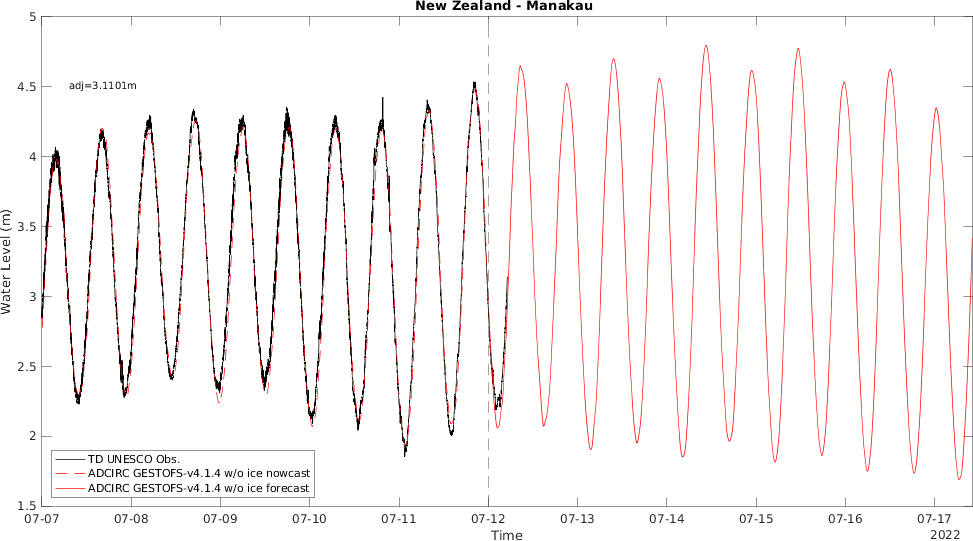 New Zealand - Manakau
5
4.5
4
3.5
3
2.5
2
1.5
Water Level (m)
adj=3.1101m
TD UNESCO Obs.
ADCIRC GESTOFS-v4.1.4 w/o ice nowcast
ADCIRC GESTOFS-v4.1.4 w/o ice forecast
07-07 07-08 07-09 07-10 07-11 07-12 07-13 07-14 07-15 07-16 07-17
Time
2022